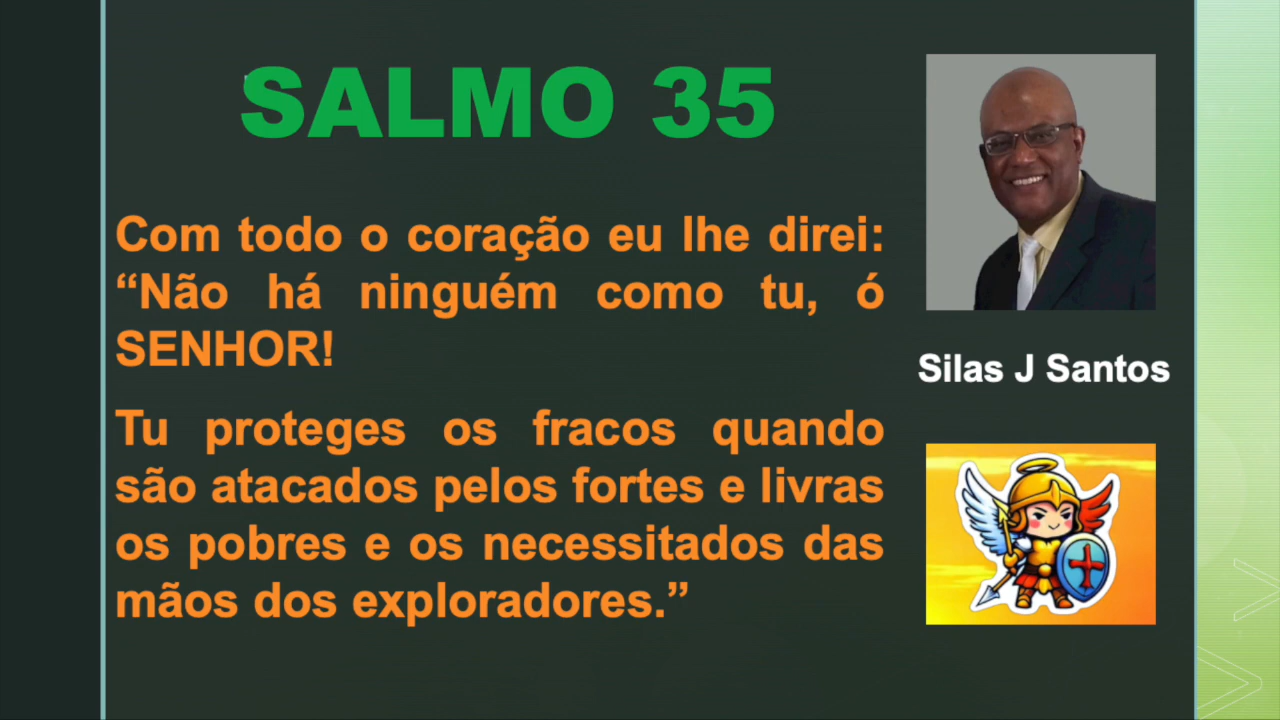 SALMO 35
Com todo o coração eu lhe direi:
“Não há ninguém como tu, ó
SENHOR!
Tu proteges os fracos quando
são atacados pelos fortes e livras
os pobres e os necessitados das
mãos dos exploradores.”
Silas J Santos